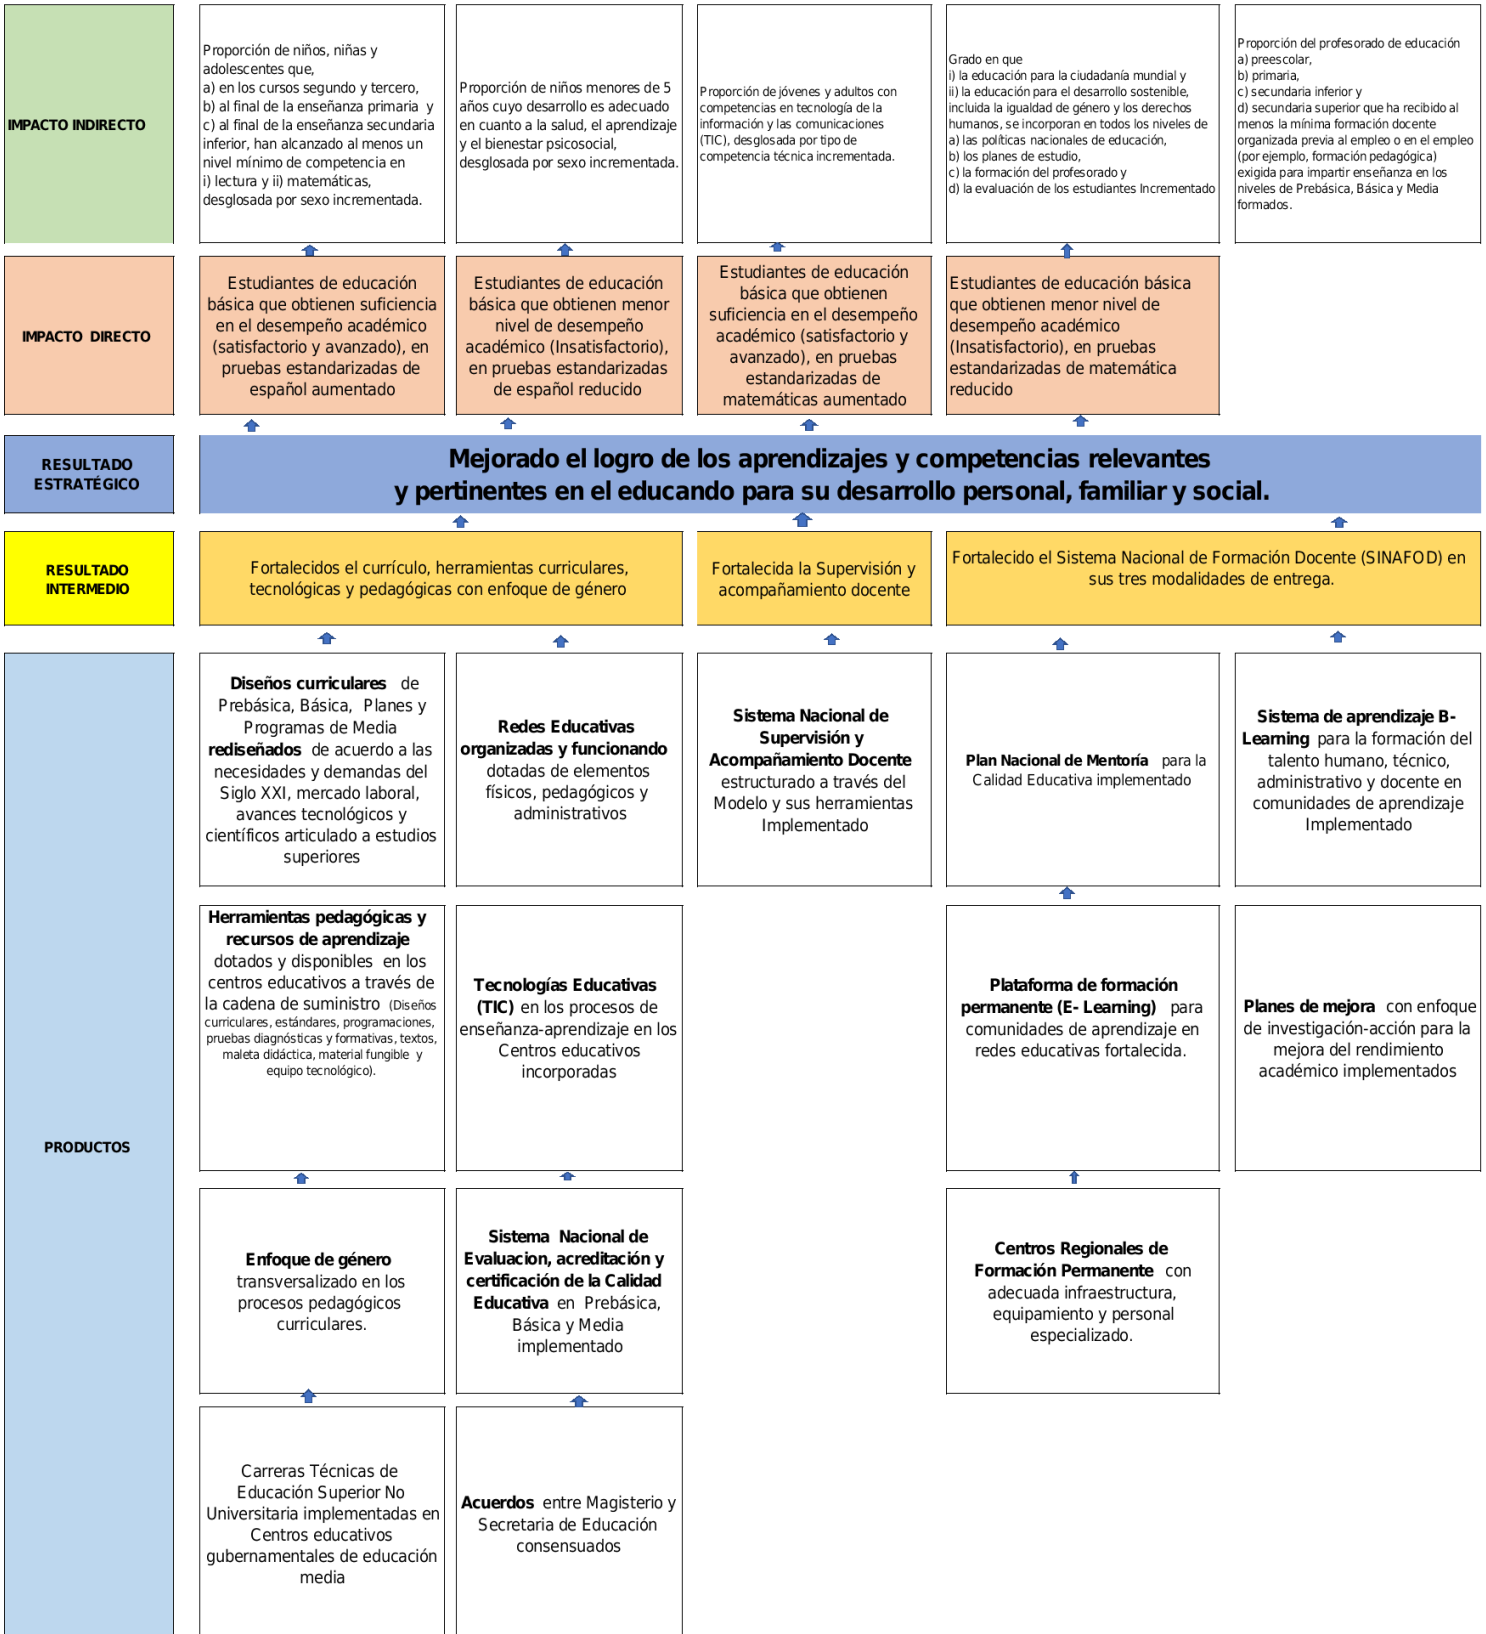 IMPACTO INDIRECTO
Proporción de niños, niñas y
adolescentes que,
a) en los cursos segundo y tercero,
b) al final de la enseñanza primaria y
c) al final de la enseñanza secundaria
inferior, han alcanzado al menos un
nivel mínimo de competencia en
i) lectura y ii) matemáticas,
desglosada por sexo incrementada.
Proporción de niños menores de 5
años cuyo desarrollo es adecuado
en cuanto a la salud, el aprendizaje
y el bienestar psicosocial,
desglosada por sexo incrementada.
Proporción de jóvenes y adultos con
competencias en tecnología de la
información y las comunicaciones
(TIC), desglosada por tipo de
competencia técnica incrementada.
Grado en que
i) la educación para la ciudadanía mundial y
ii) la educación para el desarrollo sostenible,
incluida la igualdad de género y los derechos
humanos, se incorporan en todos los niveles de
a) las políticas nacionales de educación,
b) los planes de estudio,
c) la formación del profesorado y
d) la evaluación de los estudiantes Incrementado
Proporción del profesorado de educación
a) preescolar,
b) primaria,
c) secundaria inferior y
d) secundaria superior que ha recibido al
menos la mínima formación docente
organizada previa al empleo o en el empleo
(por ejemplo, formación pedagógica)
exigida para impartir enseñanza en los
niveles de Prebásica, Básica y Media
formados.
IMPACTO DIRECTO
Estudiantes de educación
básica que obtienen suficiencia
en el desempeño académico
(satisfactorio y avanzado), en
pruebas estandarizadas de
español aumentado
Estudiantes de educación
básica que obtienen menor
nivel de desempeño
académico (Insatisfactorio),
en pruebas estandarizadas
de español reducido
Estudiantes de educación
básica que obtienen
suficiencia en el desempeño
académico (satisfactorio y
avanzado), en pruebas
estandarizadas de
matemáticas aumentado
Estudiantes de educación básica
que obtienen menor nivel de
desempeño académico
(Insatisfactorio), en pruebas
estandarizadas de matemática
reducido
RESULTADO
ESTRATÉGICO
Mejorado el logro de los aprendizajes y competencias relevantes
y pertinentes en el educando para su desarrollo personal, familiar y social.
RESULTADO
INTERMEDIO
Fortalecidos el currículo, herramientas curriculares,
tecnológicas y pedagógicas con enfoque de género
Fortalecida la Supervisión y
acompañamiento docente
Fortalecido el Sistema Nacional de Formación Docente (SINAFOD) en
sus tres modalidades de entrega.
PRODUCTOS
Diseños curriculares de
Prebásica, Básica, Planes y
Programas de Media
rediseñados de acuerdo a las
necesidades y demandas del
Siglo XXI, mercado laboral,
avances tecnológicos y
científicos articulado a estudios
superiores
Redes Educativas
organizadas y funcionando
dotadas de elementos
físicos, pedagógicos y
administrativos
Sistema Nacional de
Supervisión y
Acompañamiento Docente
estructurado a través del
Modelo y sus herramientas
Implementado
Plan Nacional de Mentoría para la
Calidad Educativa implementado
Sistema de aprendizaje B-
Learning para la formación del
talento humano, técnico,
administrativo y docente en
comunidades de aprendizaje
Implementado
Herramientas pedagógicas y
recursos de aprendizaje
dotados y disponibles en los
centros educativos a través de
la cadena de suministro (Diseños
curriculares, estándares, programaciones,
pruebas diagnósticas y formativas, textos,
maleta didáctica, material fungible y
equipo tecnológico).
Tecnologías Educativas
(TIC) en los procesos de
enseñanza-aprendizaje en los
Centros educativos
incorporadas
Plataforma de formación
permanente (E- Learning) para
comunidades de aprendizaje en
redes educativas fortalecida.
Planes de mejora con enfoque
de investigación-acción para la
mejora del rendimiento
académico implementados
Enfoque de género
transversalizado en los
procesos pedagógicos
curriculares.
Sistema Nacional de
Evaluacion, acreditación y
certificación de la Calidad
Educativa en Prebásica,
Básica y Media
implementado
Centros Regionales de
Formación Permanente con
adecuada infraestructura,
equipamiento y personal
especializado.
Carreras Técnicas de
Educación Superior No
Universitaria implementadas en
Centros educativos
gubernamentales de educación
media
Acuerdos entre Magisterio y
Secretaria de Educación
consensuados